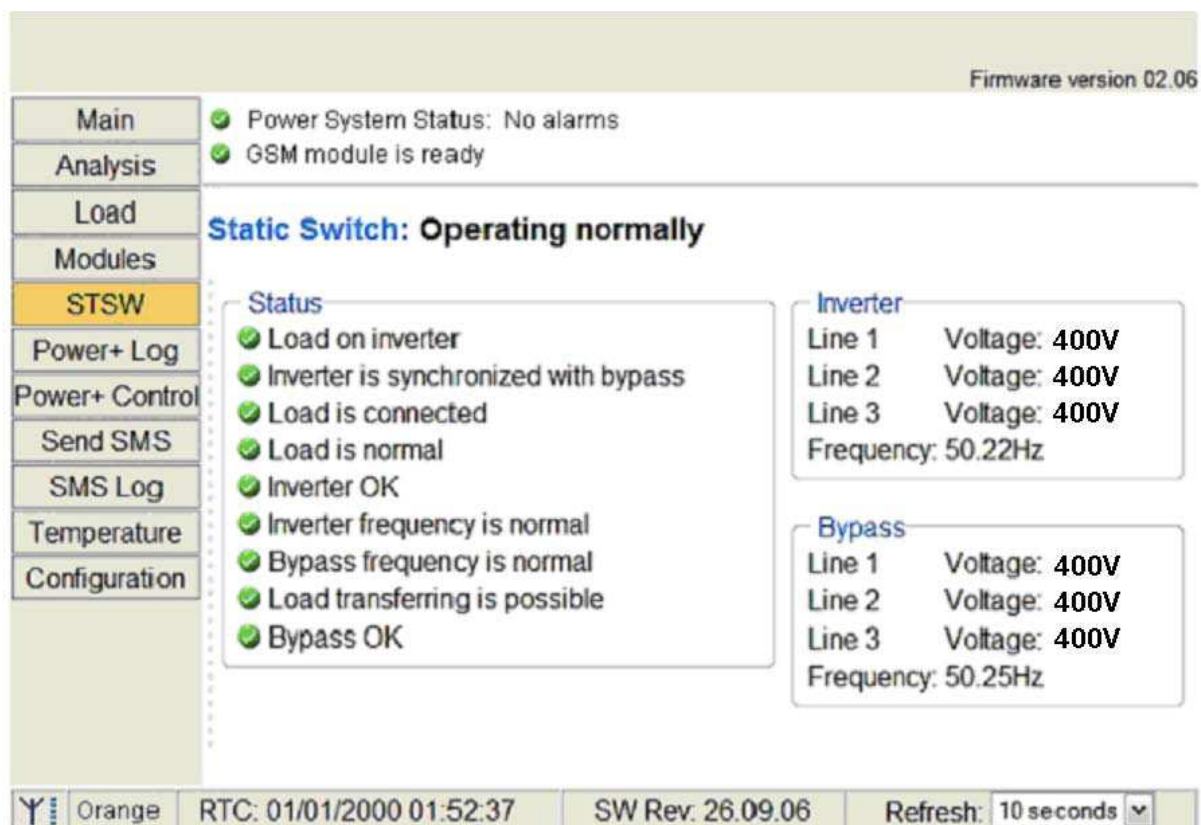 Firmware version 02.06
Main
Analysis
Load
Modules
STSW
Power+ Log
Power+ Control
Send SMS
SMS Log
Temperature
Configuration
Power System Status: No alarms
GSM module is ready
Static Switch: Operating normally
Status
Load on inverter
Inverter is synchronized with bypass
Load is connected
Load is normal
Inverter OK
Inverter frequency is normal
Bypass frequency is normal
Load transferring is possible
Bypass OK
Inverter
Line 1 Voltage: 400V
Line 2 Voltage: 400V
Line 3 Voltage: 400V
Frequency: 50.22Hz
Bypass
Line 1 Voltage: 400V
Line 2 Voltage: 400V
Line 3 Voltage: 400V
Frequency: 50.25Hz
Orange RTC: 01/01/2000 01:52:37 SW Rev: 26.09.06 Refresh: 10 seconds